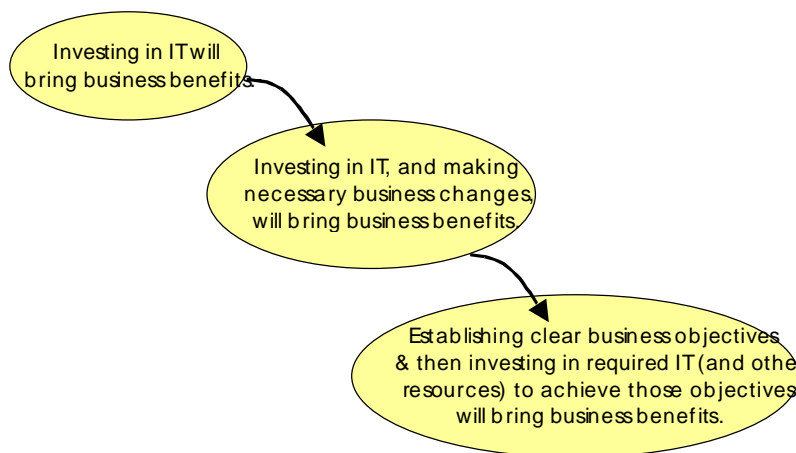 Investing in IT will
bring business benefits.
Investing in IT, and making
necessary business changes,
will bring business benefits.
Establishing clear business objectives
& then investing in required IT (and othe
resources) to achieve those objectives
will bring business benefits.